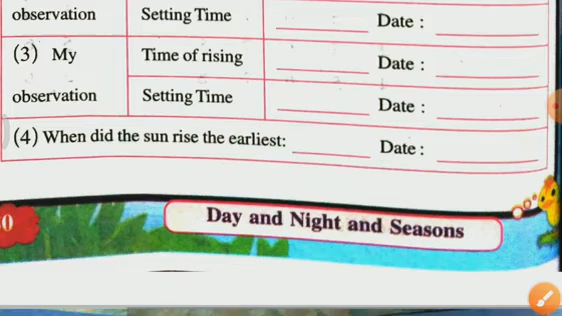 observation Setting Time Date :
(3) My Time of rising Date :
observation Setting Time Date :
(4) When did the sun rise the earliest: Date :
Day and Night and Seasons